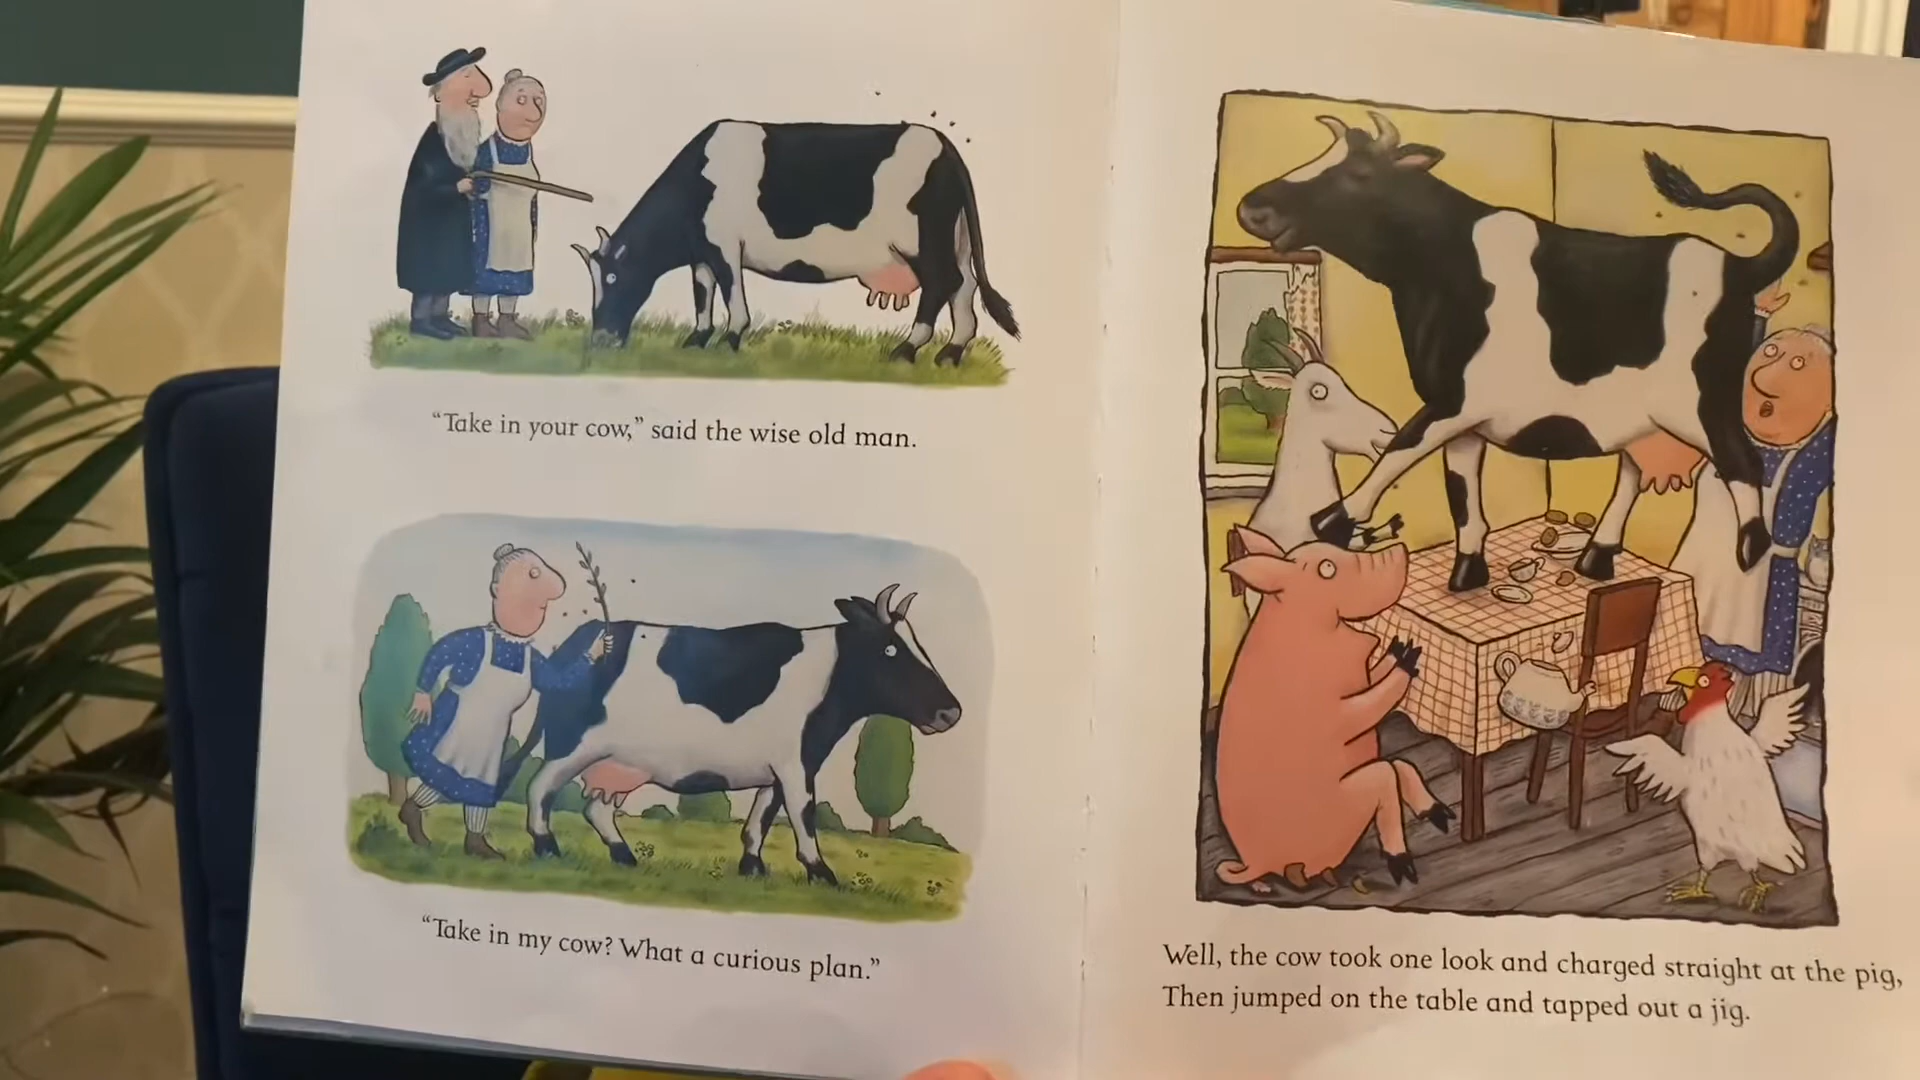 “Take in your cow,” said the wise old man.
“Take in my cow? What a curious plan.”
Well, the cow took one look and charged straight at the pig,
Then jumped on the table and tapped out a jig.